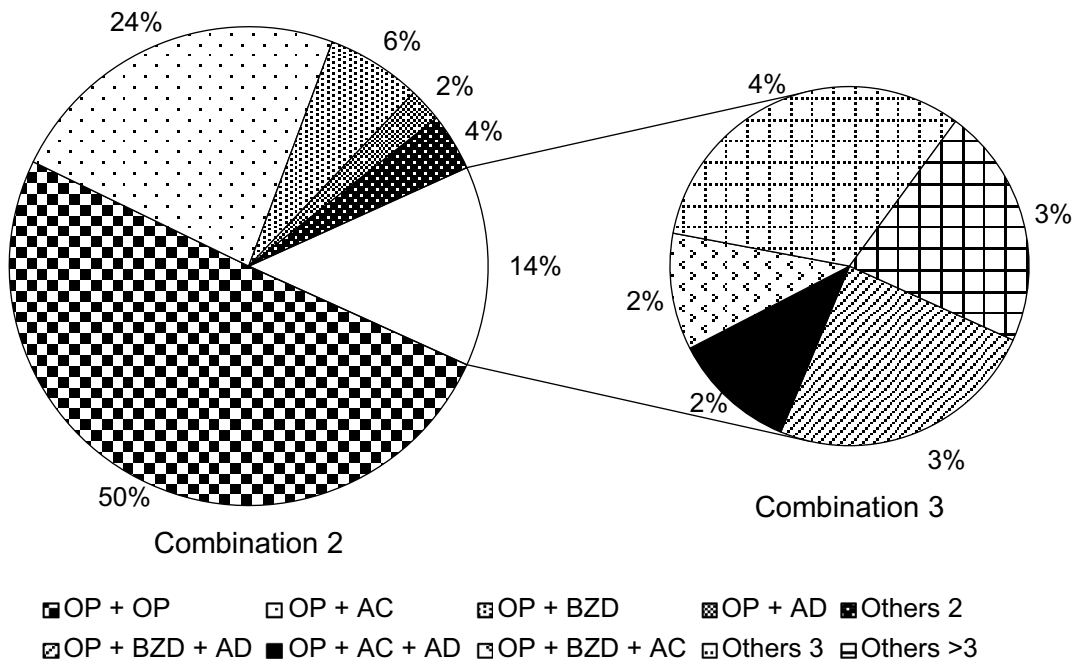 24%
6%
2%
4%
14%
50%
Combination 2
4%
3%
2%
2%
3%
Combination 3
OP + OP OP + AC OP + BZD OP + AD Others 2
OP + BZD + AD OP + AC + AD OP + BZD + AC Others 3 Others >3